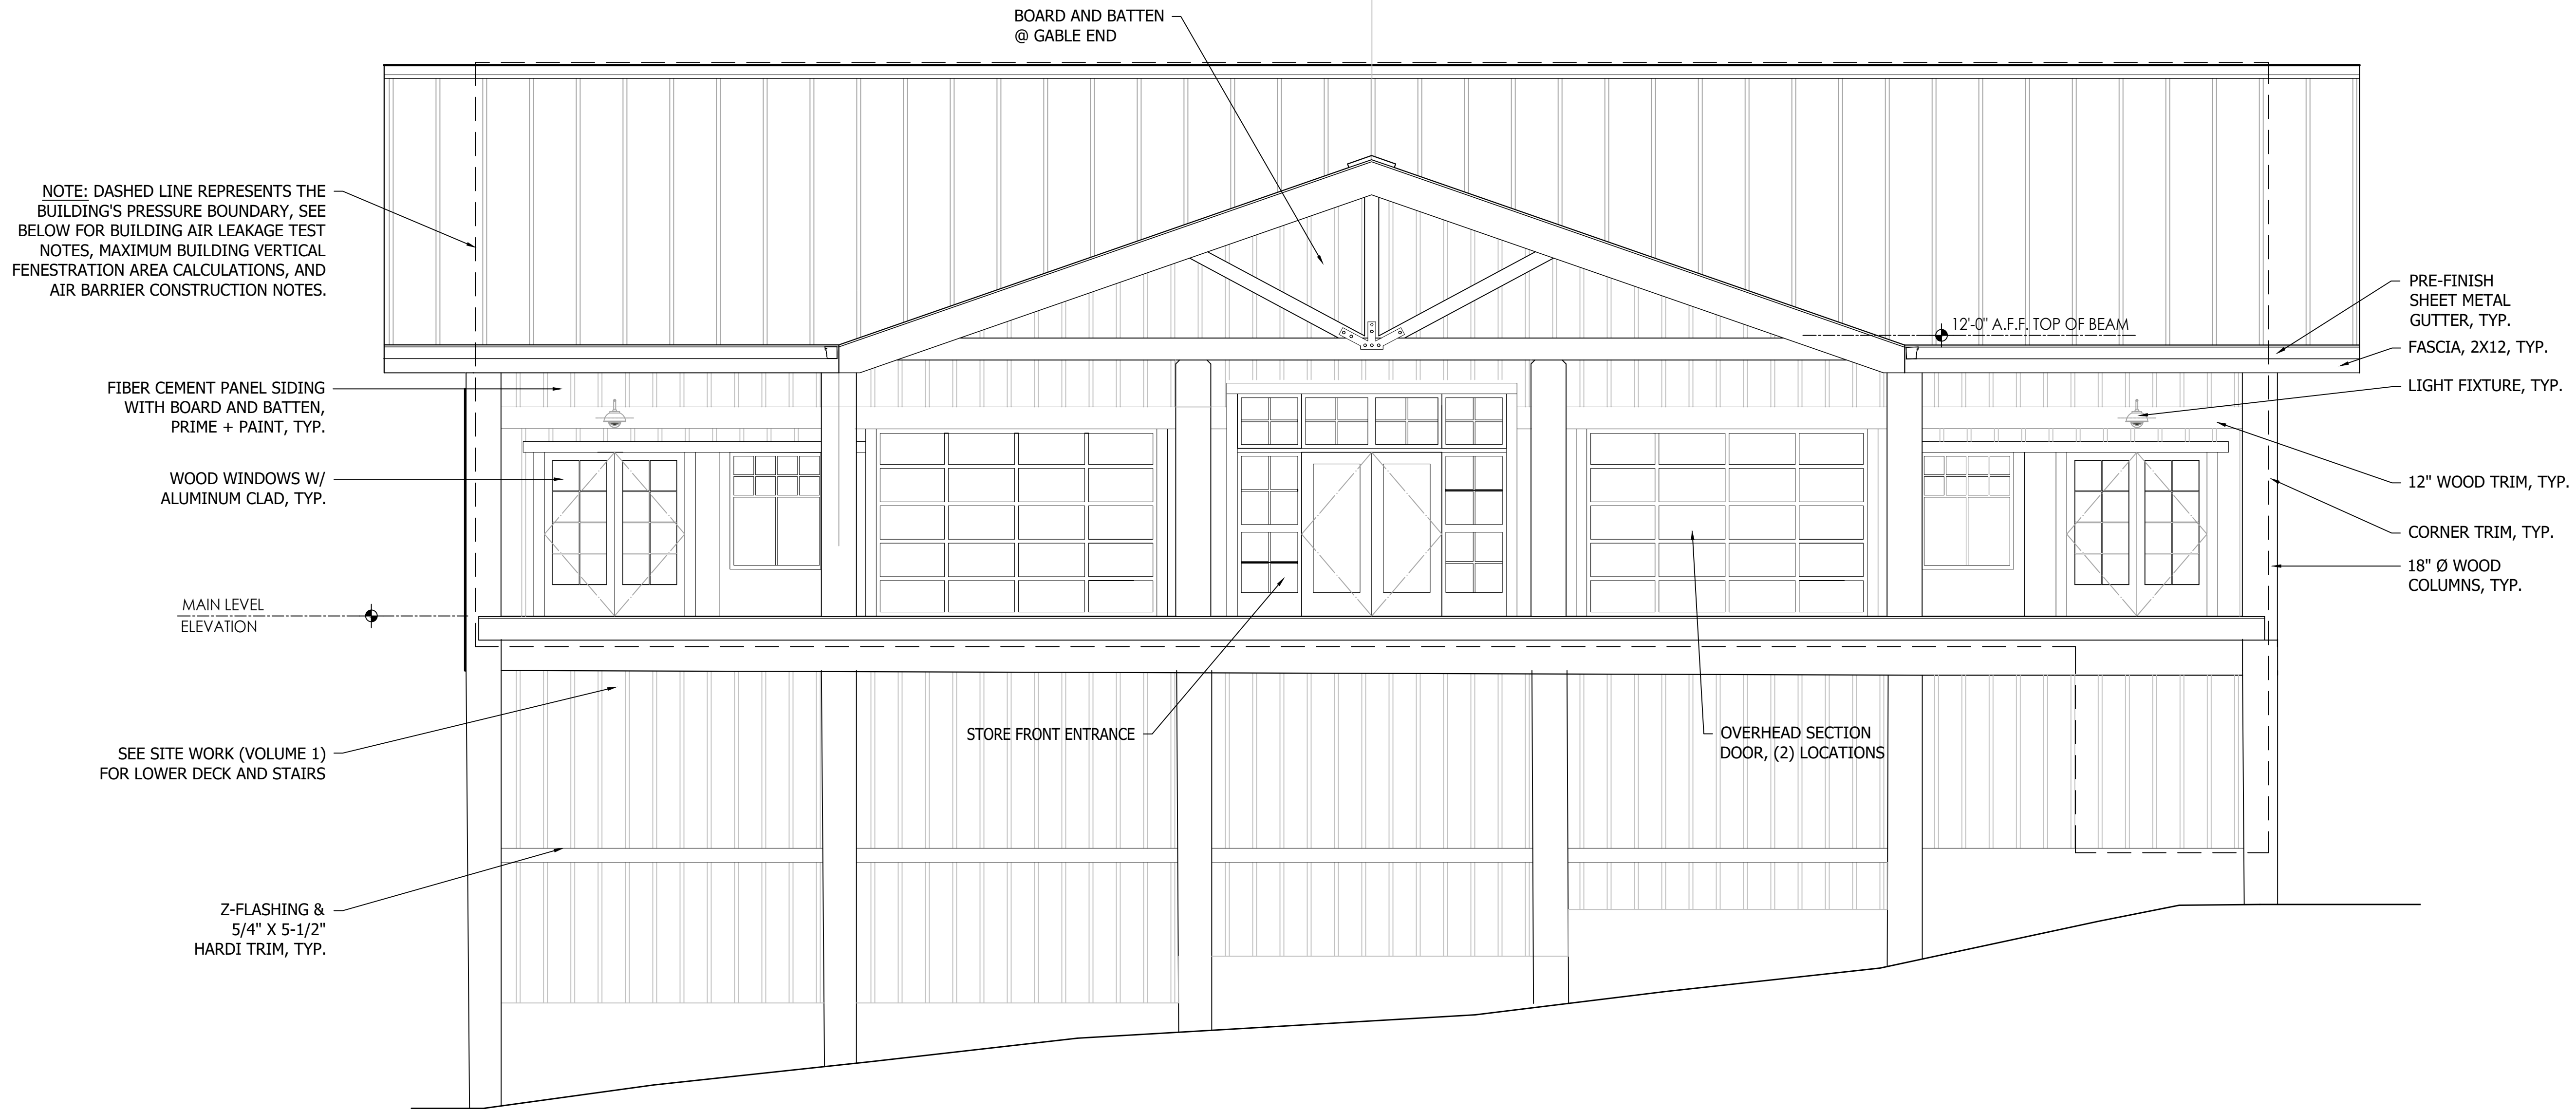 BOARD AND BATTEN
@ GABLE END
NOTE: DASHED LINE REPRESENTS THE
BUILDING'S PRESSURE BOUNDARY, SEE
BELOW FOR BUILDING AIR LEAKAGE TEST
NOTES, MAXIMUM BUILDING VERTICAL
FENESTRATION AREA CALCULATIONS, AND
AIR BARRIER CONSTRUCTION NOTES.
FIBER CEMENT PANEL SIDING
WITH BOARD AND BATTEN,
PRIME + PAINT, TYP.
WOOD WINDOWS W/
ALUMINUM CLAD, TYP.
MAIN LEVEL
ELEVATION
SEE SITE WORK (VOLUME 1)
FOR LOWER DECK AND STAIRS
Z-FLASHING &
5/4" X 5-1/2"
HARDI TRIM, TYP.
STORE FRONT ENTRANCE
OVERHEAD SECTION
DOOR, (2) LOCATIONS
12'-0" A.F.F. TOP OF BEAM
PRE-FINISH
SHEET METAL
GUTTER, TYP.
FASCIA, 2X12, TYP.
LIGHT FIXTURE, TYP.
12" WOOD TRIM, TYP.
CORNER TRIM, TYP.
18" Ø WOOD
COLUMNS, TYP.